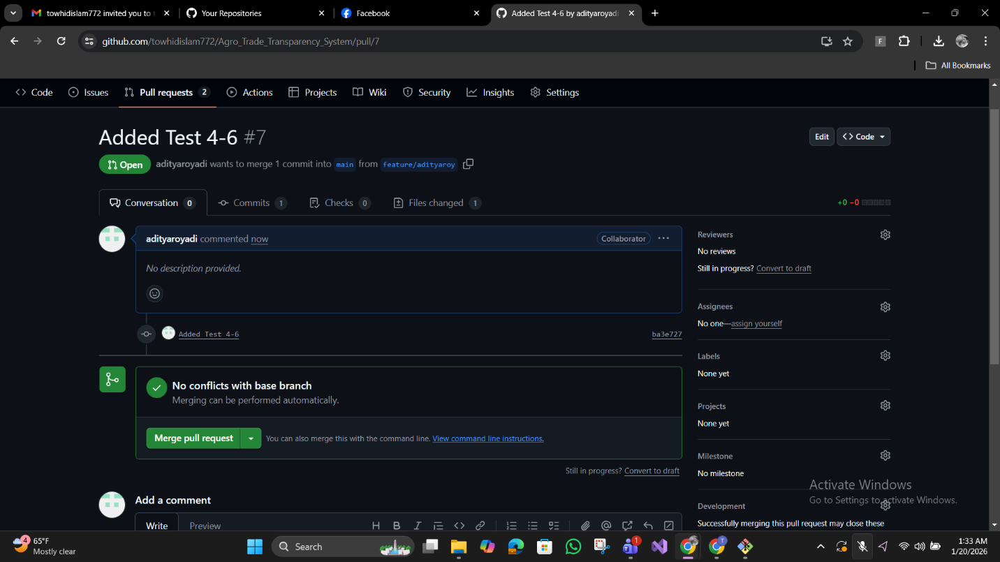 towhidislam772 invited you to
Your Repositories
Facebook
Added Test 4-6 by adityaroyadi
github.com/towhidislam772/Agro_Trade_Transparency_System/pull/7
F
All Bookmarks
Code
Issues
Pull requests 2
Actions
Projects
Wiki
Security
Insights
Settings
Added Test 4-6 #7
Edit
Code
Open
adityaroyadi wants to merge 1 commit into main from feature/adityaroy
Conversation 0
Commits 1
Checks 0
Files changed 1
+0 −0
adityaroyadi commented now
Collaborator
No description provided.
Added Test 4-6
ba3e727
No conflicts with base branch
Merging can be performed automatically.
Merge pull request
You can also merge this with the command line. View command line instructions.
Still in progress? Convert to draft
Add a comment
Write
Preview
Reviewers
No reviews
Still in progress? Convert to draft
Assignees
No one—assign yourself
Labels
None yet
Projects
None yet
Milestone
No milestone
Development
Successfully merging this pull request may close these
Activate Windows
Go to Settings to activate Windows.
4
65°F
Mostly clear
Search
1
T
1:33 AM
1/20/2026